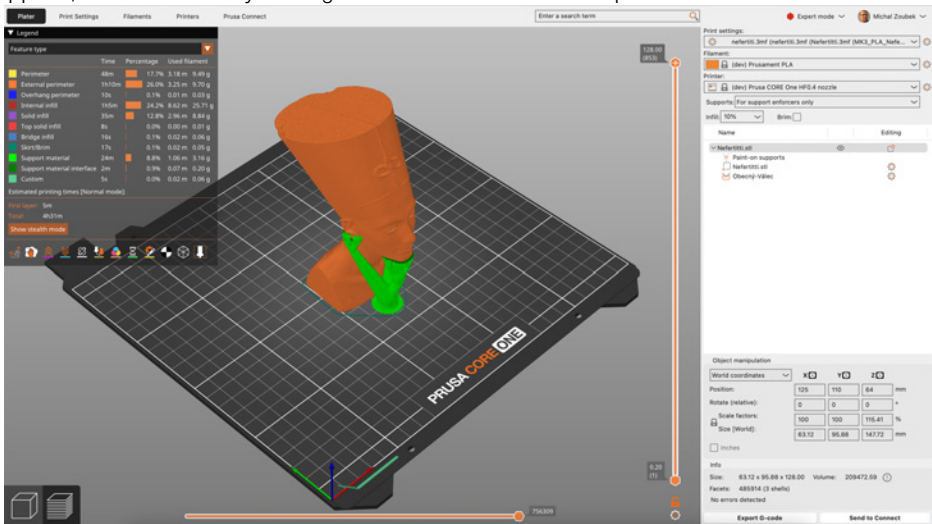 Plater Print Settings Filaments Printers Prusa Connect Enter a search term Expert mode Michal Zoubek
Legend
Feature type
Time Percentage Used filament
Perimeter 48m 17.7% 3.18 m 9.49 g
External perimeter 1h10m 26.0% 3.25 m 9.70 g
Overhang perimeter 10s 0.1% 0.01 m 0.03 g
Internal infill 1h5m 24.2% 8.62 m 25.71 g
Solid infill 35m 12.8% 2.96 m 8.84 g
Top solid infill 8s 0.0% 0.00 m 0.01 g
Bridge infill 16s 0.1% 0.02 m 0.06 g
Skirt/Brim 17s 0.1% 0.02 m 0.05 g
Support material 24m 8.8% 1.06 m 3.16 g
Support material interface 2m 0.9% 0.07 m 0.20 g
Custom 5s 0.0% 0.02 m 0.06 g
Estimated printing times [Normal mode]:
First layer: 5m
Total: 4h31m
Show stealth mode
128.00
(853)
PRUSA CORE ONE
0.20
(1)
756309
Print settings:
nefertiti.3mf (nefertiti.3mf (Nefertiti.3mf (MK3_PLA_Nefe...
Filament:
(dev) Prusament PLA
Printer:
(dev) Prusa CORE One HF0.4 nozzle
Supports: For support enforcers only
Infill: 10% Brim:
Name Editing
Nefertitti.stl
Paint-on supports
Nefertitti.stl
Obecný-Válec
Object manipulation
World coordinates X Y Z
Position: 125 110 64 mm
Rotate (relative): 0 0 0 °
Scale factors: 100 100 115.41 %
Size [World]: 63.12 95.88 147.72 mm
Inches
Info
Size: 63.12 x 95.88 x 128.00 Volume: 209472.59
Facets: 485914 (3 shells)
No errors detected
Export G-code Send to Connect